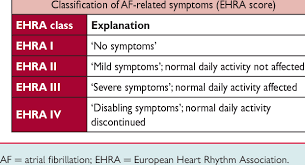 Classification of AF-related symptoms (EHRA score)
EHRA class Explanation
EHRA I ‘No symptoms’
EHRA II ‘Mild symptoms’; normal daily activity not affected
EHRA III ‘Severe symptoms’; normal daily activity affected
EHRA IV ‘Disabling symptoms’; normal daily activity
discontinued
AF = atrial fibrillation; EHRA = European Heart Rhythm Association.